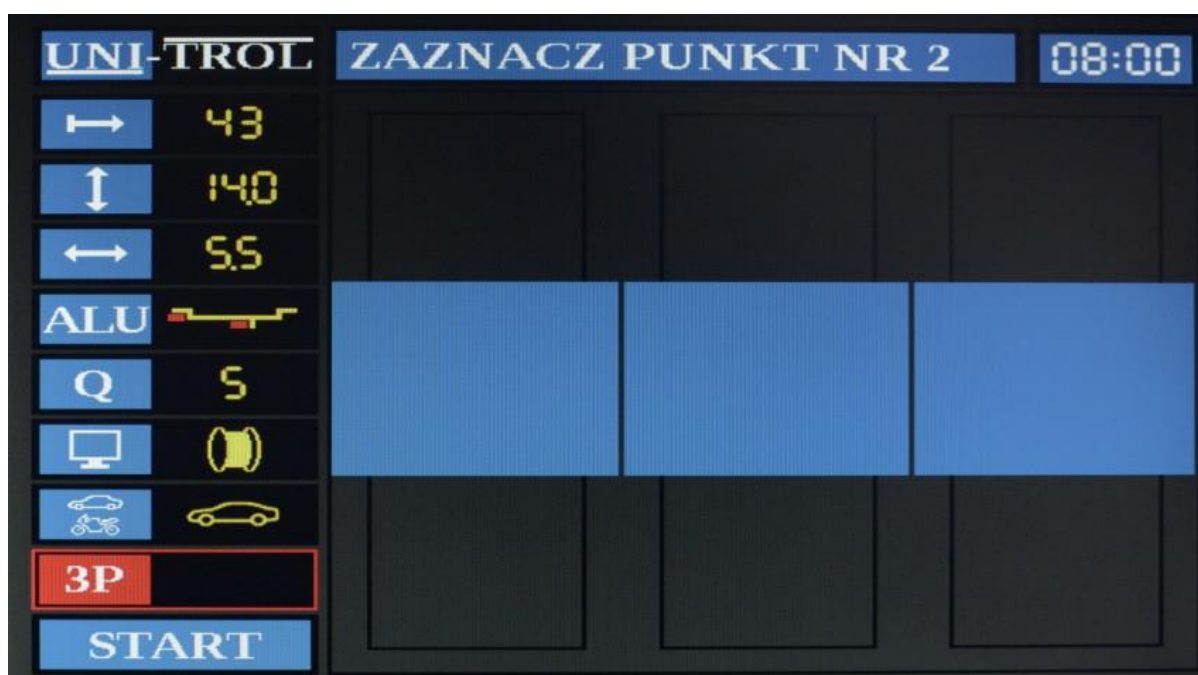 UNI-TROL
ZAZNACZ PUNKT NR 2
08:00
43
14.0
5.5
ALU
Q 5
3P
START